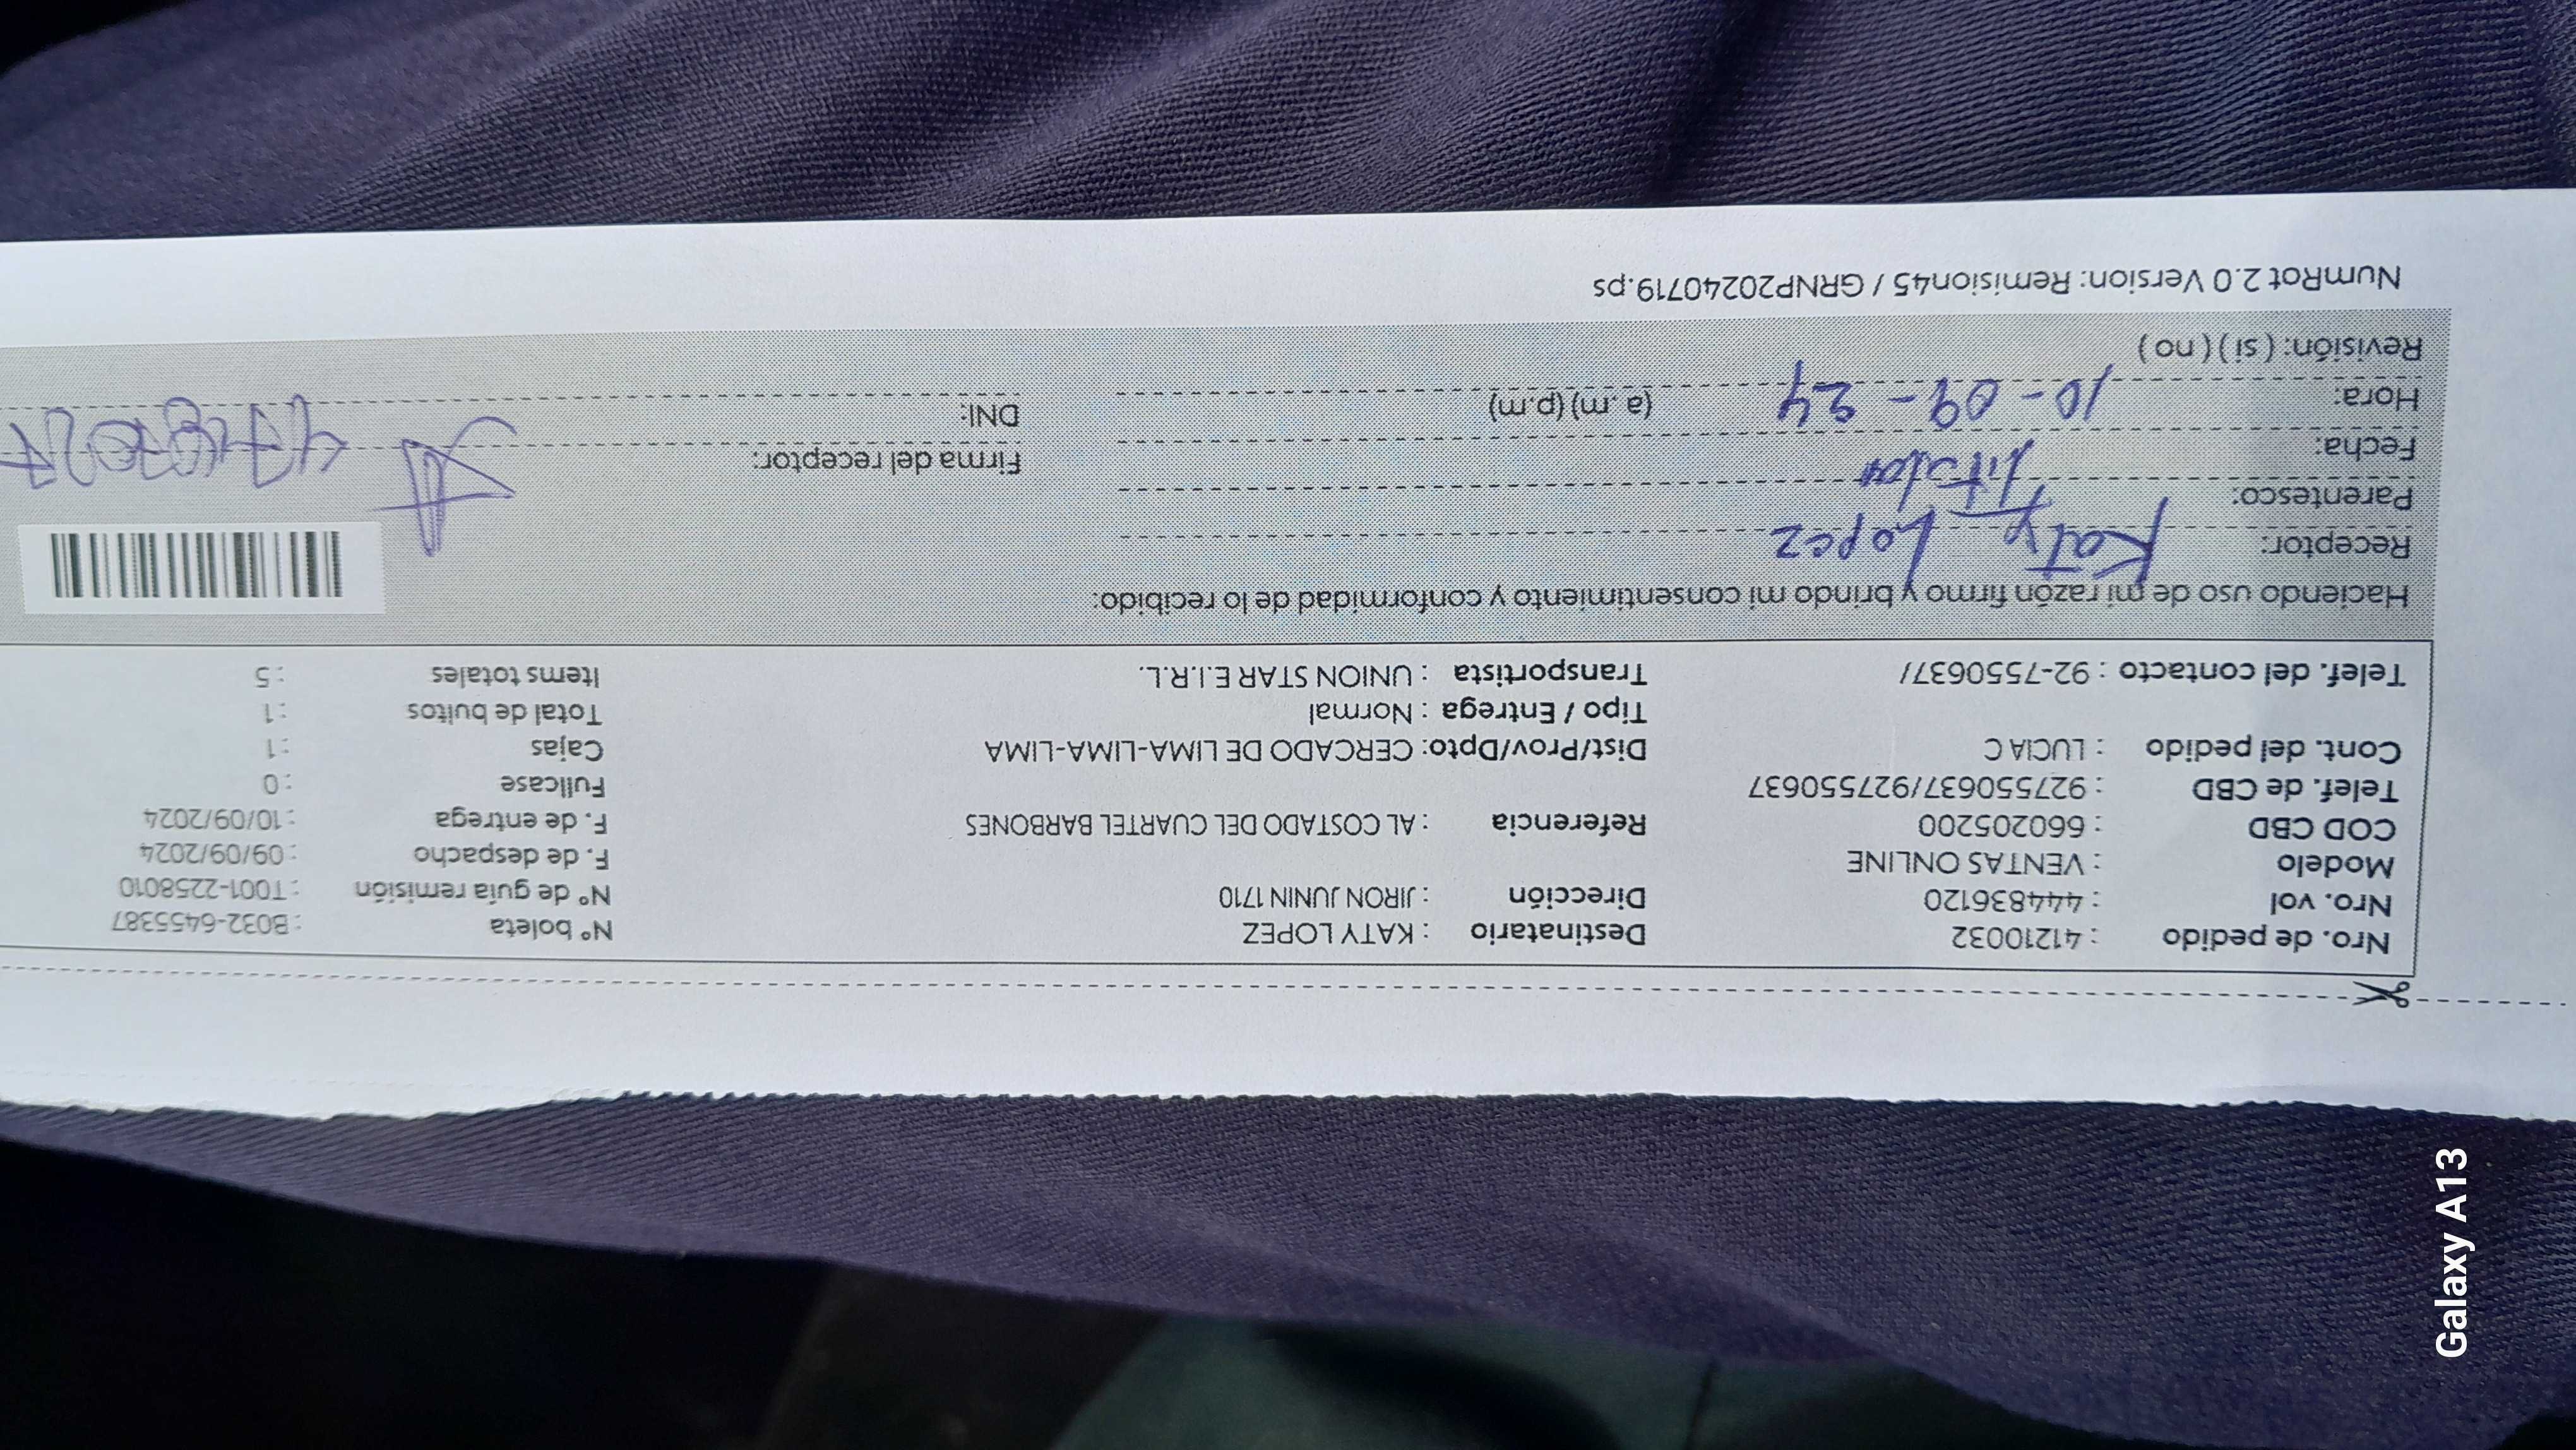 Nro. de pedido : 41210032 Destinatario : KATY LOPEZ Nº boleta : B032-6455387
Nro. vol : 444836120 Dirección : JIRON JUNIN 1710 Nº de guía remisión : T001-2258010
Modelo : VENTAS ONLINE F. de despacho : 09/09/2024
COD CBD : 660205200 Referencia : AL COSTADO DEL CUARTEL BARBONES F. de entrega : 10/09/2024
Telef. de CBD : 927550637/927550637 Fullcase : 0
Cont. del pedido : LUCIA C Dist/Prov/Dpto: CERCADO DE LIMA-LIMA-LIMA Cajas : 1
Tipo / Entrega : Normal Total de bultos : 1
Telef. del contacto : 92-7550637/ Transportista : UNION STAR E.I.R.L. Items totales : 5
Haciendo uso de mi razón firmo y brindo mi consentimiento y conformidad de lo recibido:
Receptor: Katy Lopez
Parentesco: titular
Fecha: Firma del receptor:
Hora: 10-09-24 (a.m) (p.m) DNI:
Revisión: ( si ) ( no )
NumRot 2.0 Version: Remision45 / GRNP20240719.ps
Galaxy A13